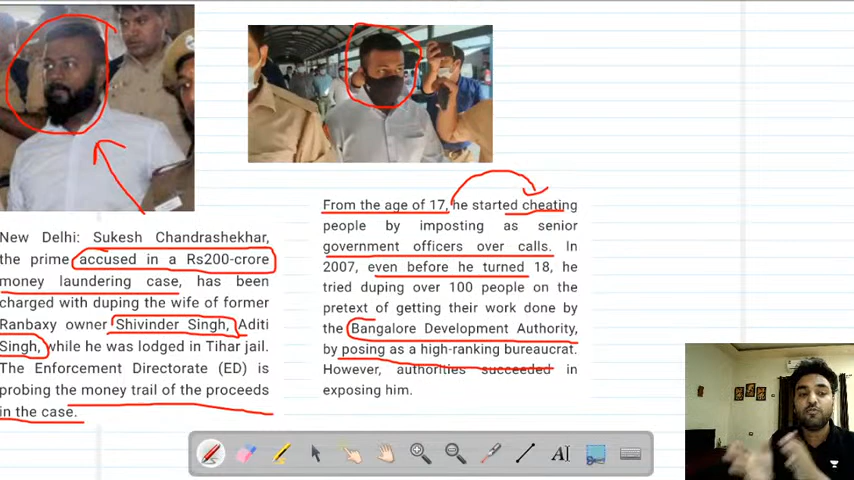 New Delhi: Sukesh Chandrashekhar,
the prime accused in a Rs200-crore
money laundering case, has been
charged with duping the wife of former
Ranbaxy owner Shivinder Singh, Aditi
Singh, while he was lodged in Tihar jail.
The Enforcement Directorate (ED) is
probing the money trail of the proceeds
in the case.
From the age of 17, he started cheating
people by imposting as senior
government officers over calls. In
2007, even before he turned 18, he
tried duping over 100 people on the
pretext of getting their work done by
the Bangalore Development Authority,
by posing as a high-ranking bureaucrat.
However, authorities succeeded in
exposing him.
AI